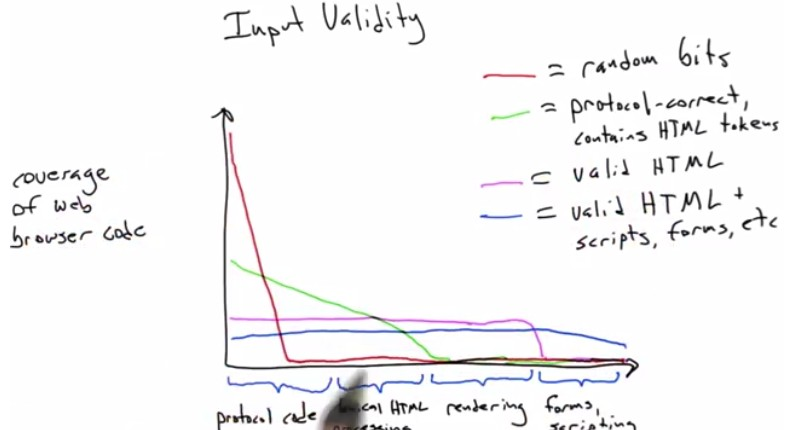 Input Validity
= random bits
= protocol-correct,
contains HTML tokens
= valid HTML
= valid HTML +
scripts, forms, etc
coverage
of web
browser code
protocol code
HTML
rendering
forms,
scripting